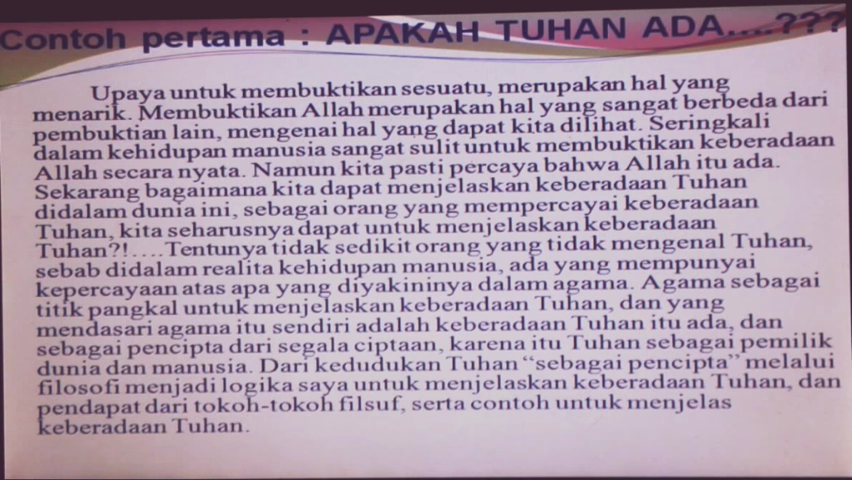 Contoh pertama : APAKAH TUHAN ADA....???
Upaya untuk membuktikan sesuatu, merupakan hal yang
menarik. Membuktikan Allah merupakan hal yang sangat berbeda dari
pembuktian lain, mengenai hal yang dapat kita dilihat. Seringkali
dalam kehidupan manusia sangat sulit untuk membuktikan keberadaan
Allah secara nyata. Namun kita pasti percaya bahwa Allah itu ada.
Sekarang bagaimana kita dapat menjelaskan keberadaan Tuhan
didalam dunia ini, sebagai orang yang mempercayai keberadaan
Tuhan, kita seharusnya dapat untuk menjelaskan keberadaan
Tuhan?!....Tentunya tidak sedikit orang yang tidak mengenal Tuhan,
sebab didalam realita kehidupan manusia, ada yang mempunyai
kepercayaan atas apa yang diyakininya dalam agama. Agama sebagai
titik pangkal untuk menjelaskan keberadaan Tuhan, dan yang
mendasari agama itu sendiri adalah keberadaan Tuhan itu ada, dan
sebagai pencipta dari segala ciptaan, karena itu Tuhan sebagai pemilik
dunia dan manusia. Dari kedudukan Tuhan “sebagai pencipta” melalui
filosofi menjadi logika saya untuk menjelaskan keberadaan Tuhan, dan
pendapat dari tokoh-tokoh filsuf, serta contoh untuk menjelas
keberadaan Tuhan.